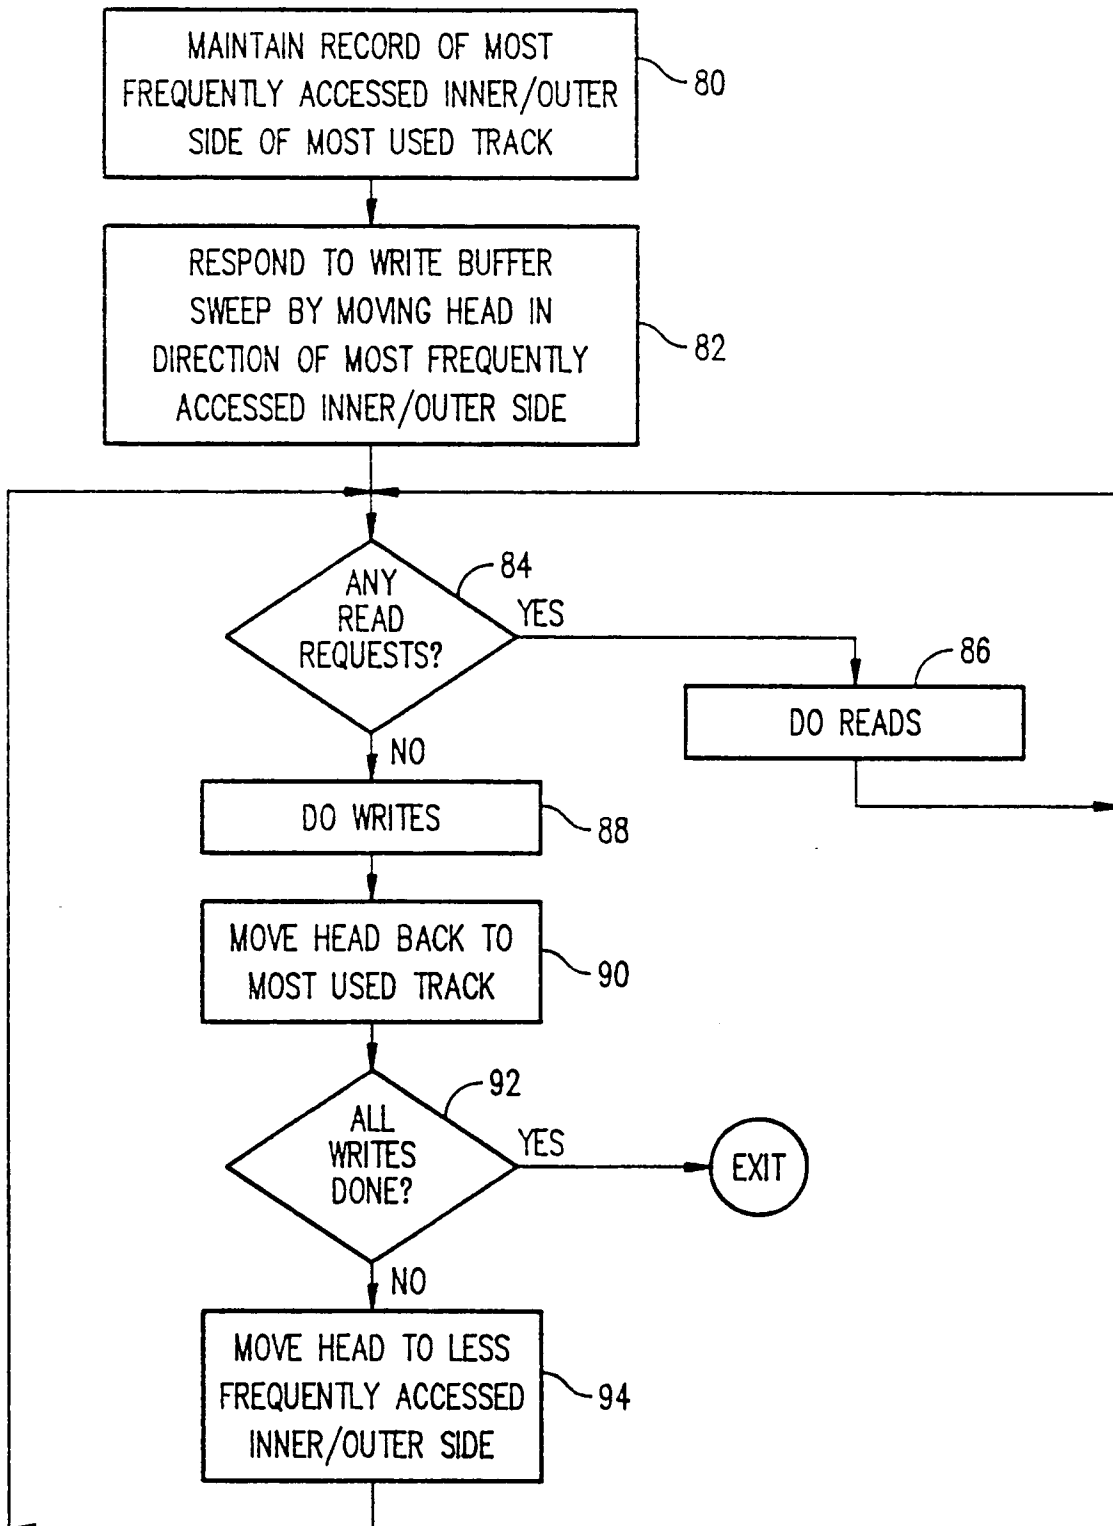 MAINTAIN RECORD OF MOST
FREQUENTLY ACCESSED INNER/OUTER
SIDE OF MOST USED TRACK
80
RESPOND TO WRITE BUFFER
SWEEP BY MOVING HEAD IN
DIRECTION OF MOST FREQUENTLY
ACCESSED INNER/OUTER SIDE
82
ANY
READ
REQUESTS?
84
YES
86
DO READS
NO
DO WRITES
88
MOVE HEAD BACK TO
MOST USED TRACK
90
ALL
WRITES
DONE?
92
YES
EXIT
NO
MOVE HEAD TO LESS
FREQUENTLY ACCESSED
INNER/OUTER SIDE
94